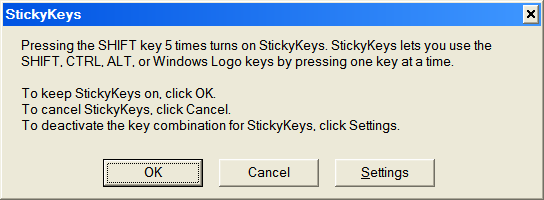 StickyKeys
Pressing the SHIFT key 5 times turns on StickyKeys. StickyKeys lets you use the
SHIFT, CTRL, ALT, or Windows Logo keys by pressing one key at a time.
To keep StickyKeys on, click OK.
To cancel StickyKeys, click Cancel.
To deactivate the key combination for StickyKeys, click Settings.
OK
Cancel
Settings